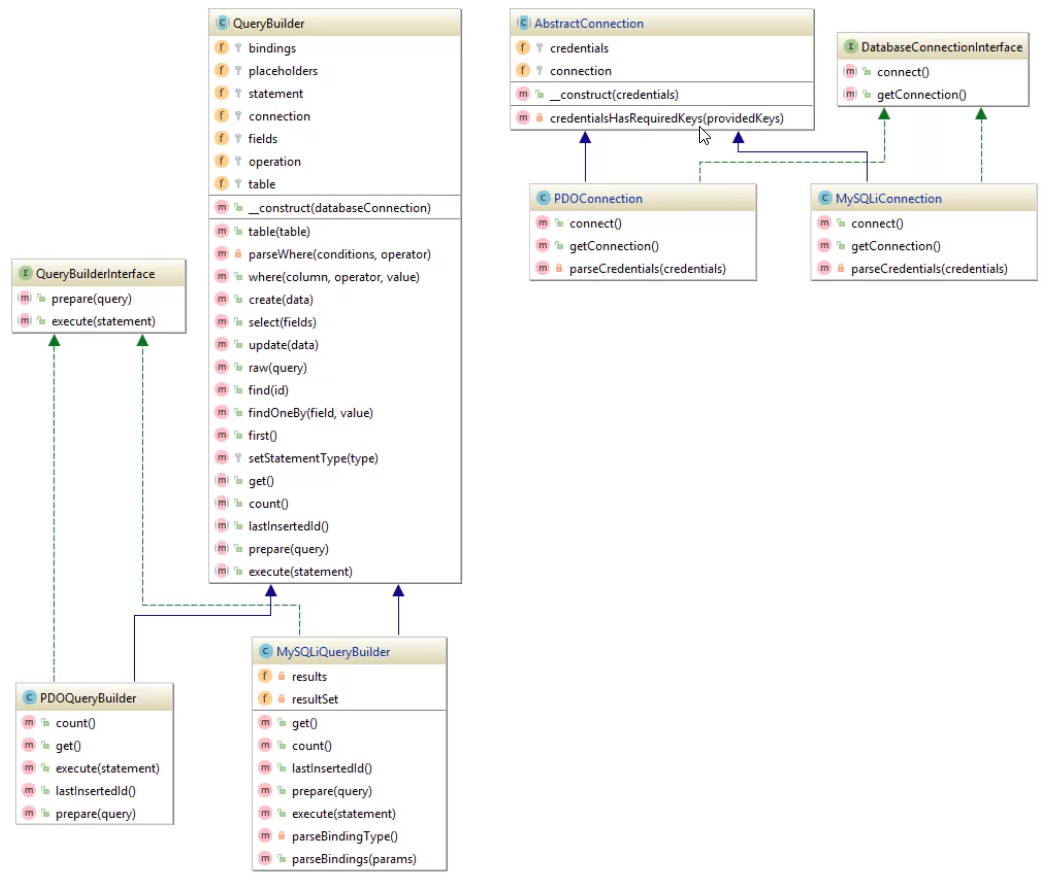 QueryBuilder
bindings
placeholders
statement
connection
fields
operation
table
__construct(databaseConnection)
table(table)
parseWhere(conditions, operator)
where(column, operator, value)
create(data)
select(fields)
update(data)
raw(query)
find(id)
findOneBy(field, value)
first()
setStatementType(type)
get()
count()
lastInsertedId()
prepare(query)
execute(statement)
AbstractConnection
credentials
connection
__construct(credentials)
credentialsHasRequiredKeys(providedKeys)
DatabaseConnectionInterface
connect()
getConnection()
PDOConnection
connect()
getConnection()
parseCredentials(credentials)
MySQLiConnection
connect()
getConnection()
parseCredentials(credentials)
QueryBuilderInterface
prepare(query)
execute(statement)
PDOQueryBuilder
count()
get()
execute(statement)
lastInsertedId()
prepare(query)
MySQLiQueryBuilder
results
resultSet
get()
count()
lastInsertedId()
prepare(query)
execute(statement)
parseBindingType()
parseBindings(params)